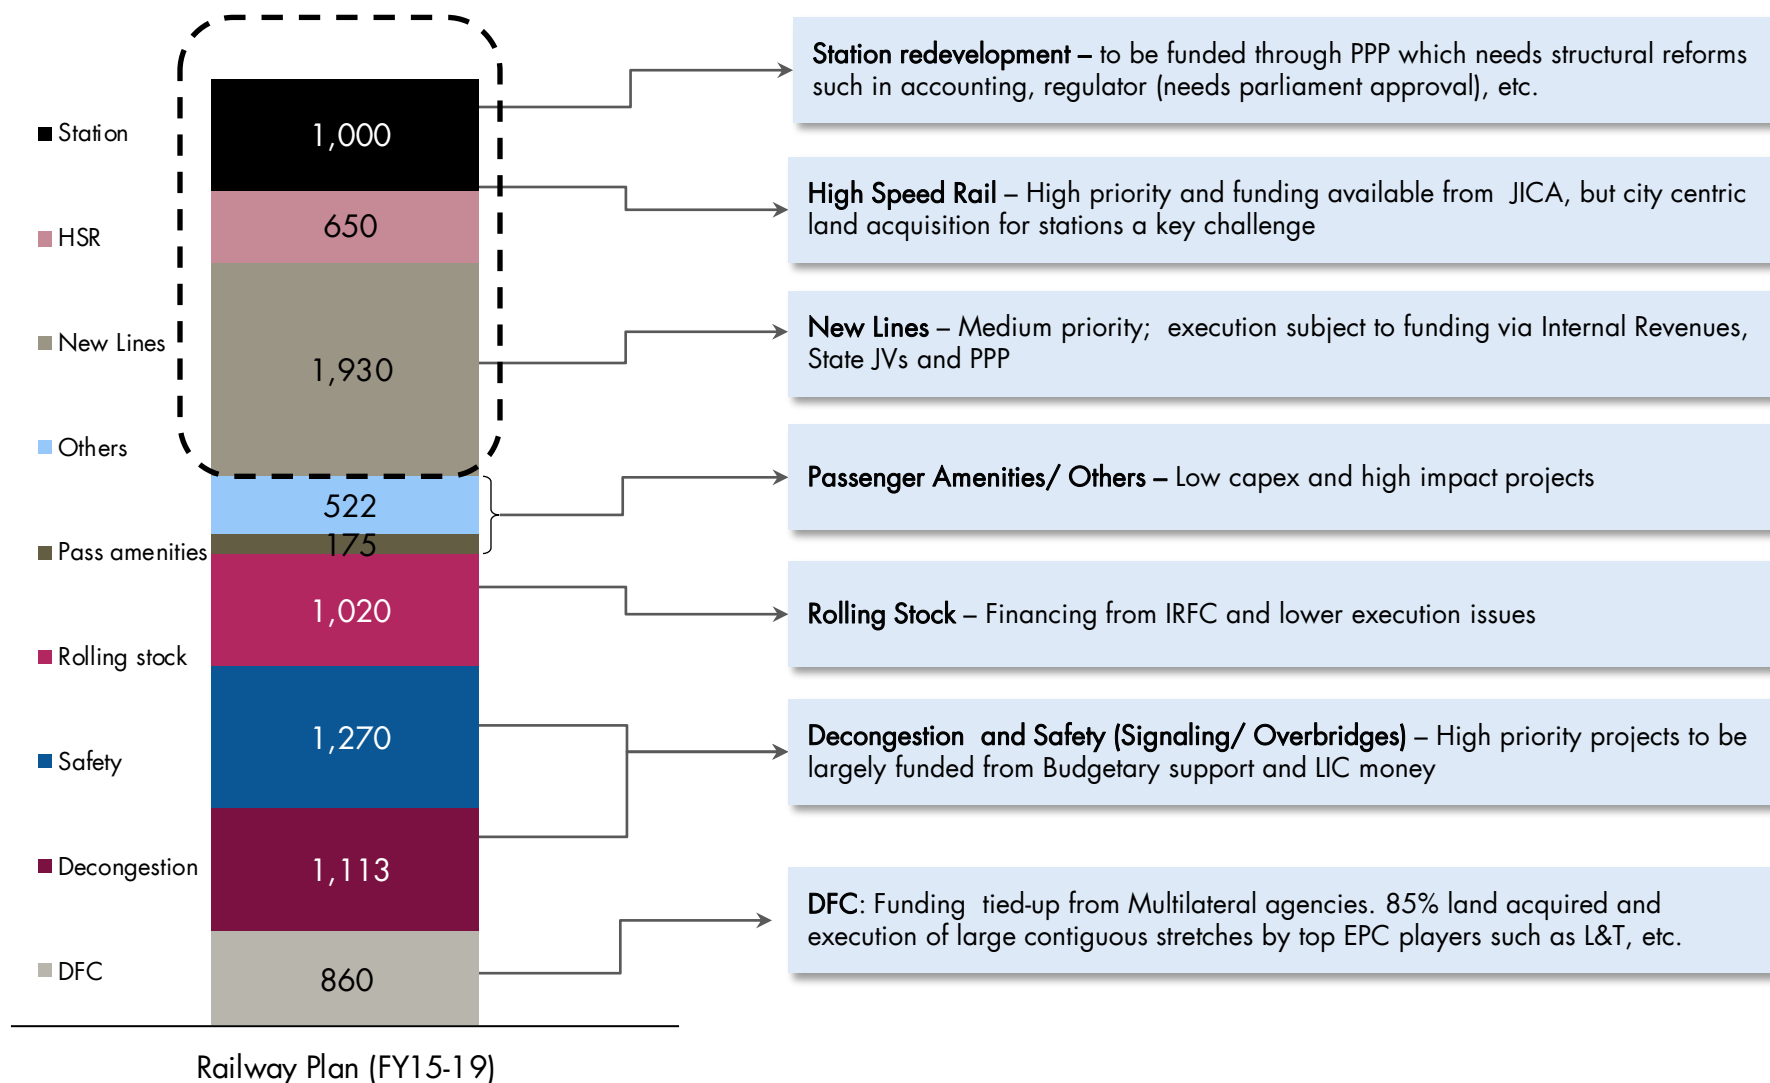 Station
HSR
New Lines
Others
Pass amenities
Rolling stock
Safety
Decongestion
DFC
1,000
650
1,930
522
175
1,020
1,270
1,113
860
Railway Plan (FY15-19)
Station redevelopment – to be funded through PPP which needs structural reforms
such in accounting, regulator (needs parliament approval), etc.
High Speed Rail – High priority and funding available from JICA, but city centric
land acquisition for stations a key challenge
New Lines – Medium priority; execution subject to funding via Internal Revenues,
State JVs and PPP
Passenger Amenities/ Others – Low capex and high impact projects
Rolling Stock – Financing from IRFC and lower execution issues
Decongestion and Safety (Signaling/ Overbridges) – High priority projects to be
largely funded from Budgetary support and LIC money
DFC: Funding tied-up from Multilateral agencies. 85% land acquired and
execution of large contiguous stretches by top EPC players such as L&T, etc.